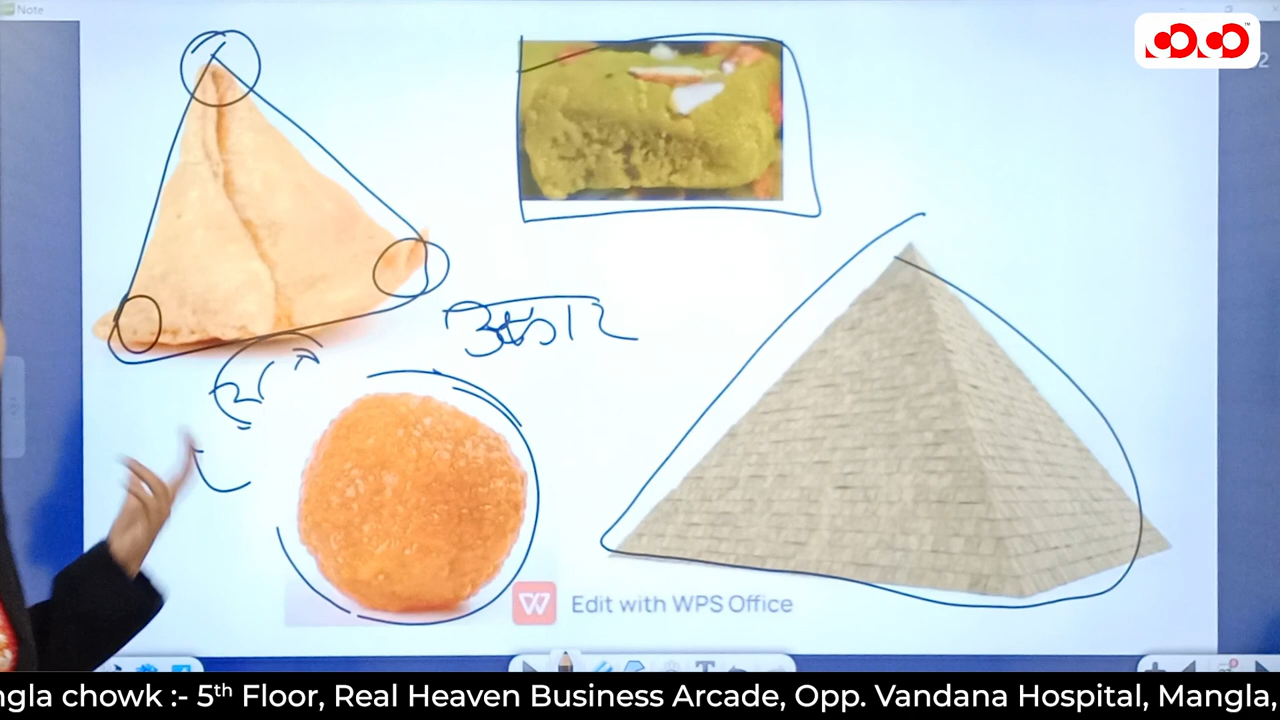 Note
आकार
Edit with WPS Office
ngla chowk :- 5th Floor, Real Heaven Business Arcade, Opp. Vandana Hospital, Mangla,